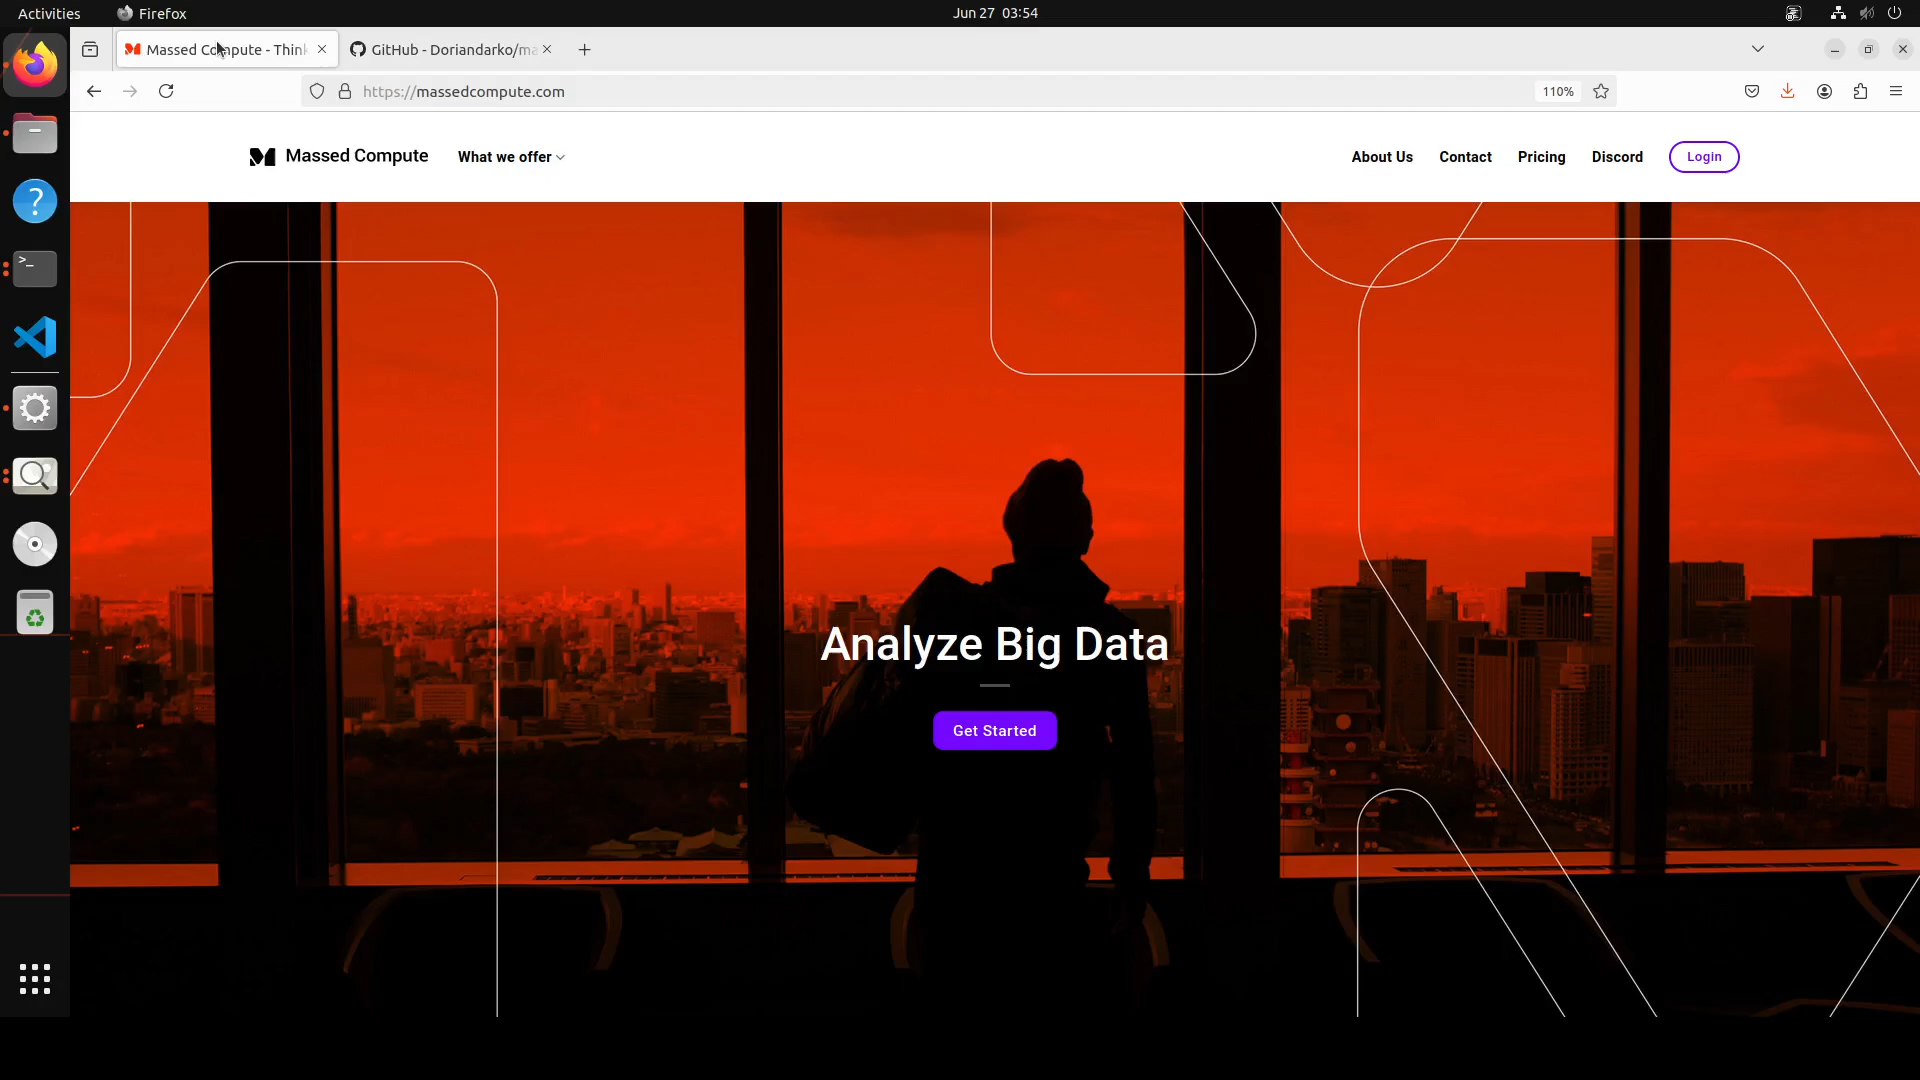 Activities
Firefox
Jun 27 03:54
Massed Compute - Think
GitHub - Doriandarko/ma
https://massedcompute.com
110%
Massed Compute
What we offer
About Us
Contact
Pricing
Discord
Login
Analyze Big Data
Get Started